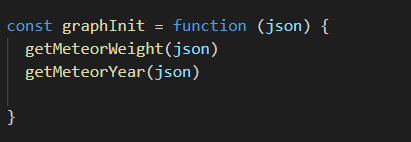 const graphInit = function (json) {
  getMeteorWeight(json)
  getMeteorYear(json)
}